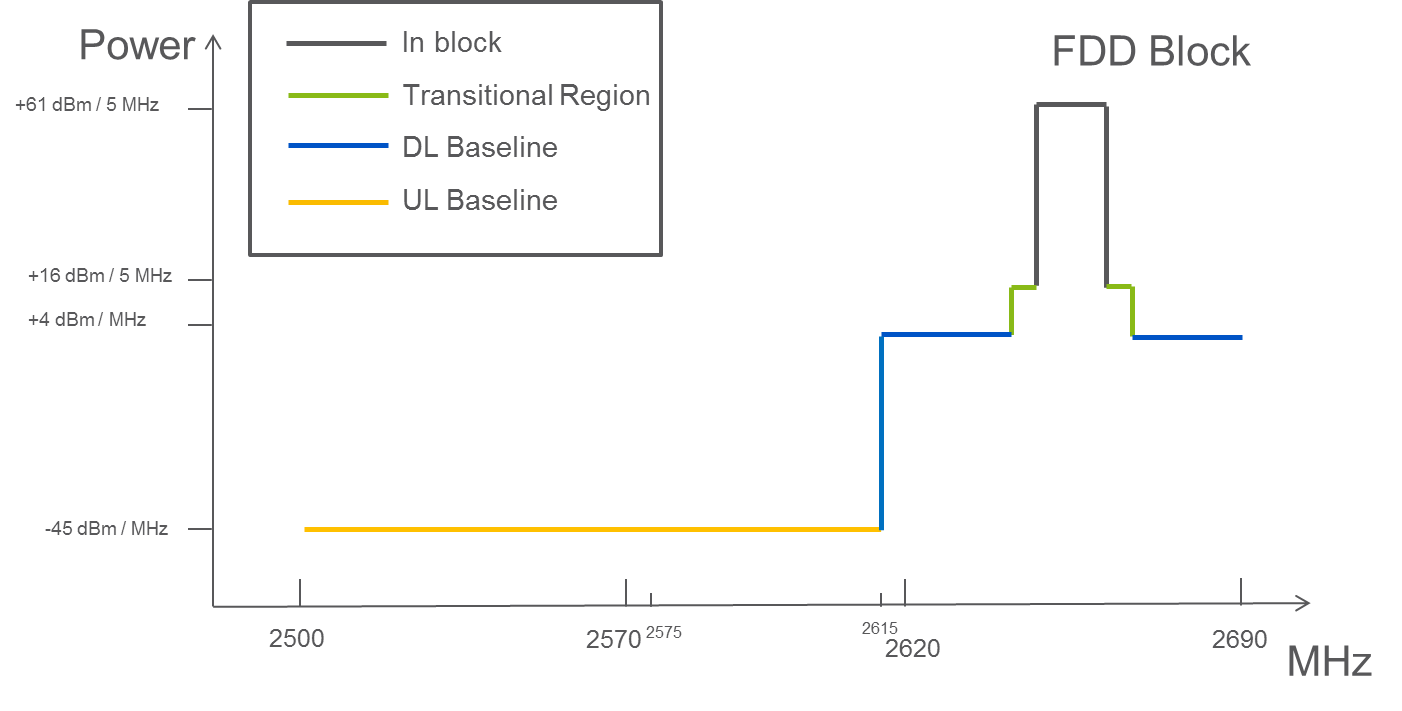 Power
In block
Transitional Region
DL Baseline
UL Baseline
FDD Block
+61 dBm / 5 MHz
+16 dBm / 5 MHz
+4 dBm / MHz
-45 dBm / MHz
2500
2570
2575
2615
2620
2690
MHz